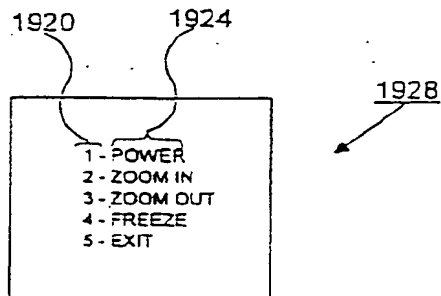 1920 1924
1928
1 - POWER
2 - ZOOM IN
3 - ZOOM OUT
4 - FREEZE
5 - EXIT